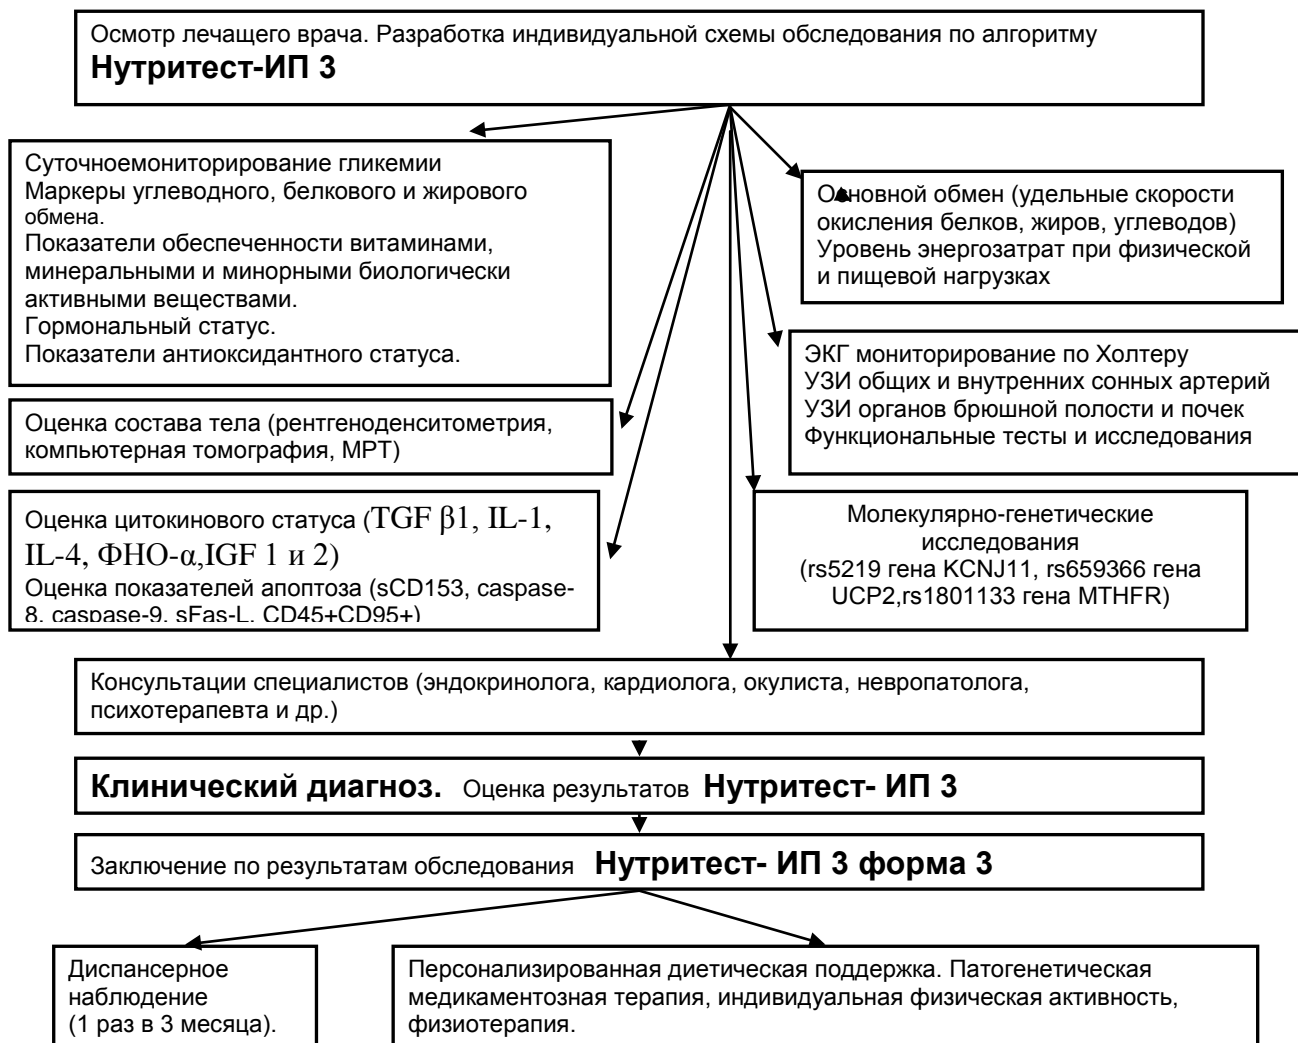 Осмотр лечащего врача. Разработка индивидуальной схемы обследования по алгоритму
Нутритест-ИП 3
Суточноемониторирование гликемии
Маркеры углеводного, белкового и жирового
обмена.
Показатели обеспеченности витаминами,
минеральными и минорными биологически
активными веществами.
Гормональный статус.
Показатели антиоксидантного статуса.
Основной обмен (удельные скорости
окисления белков, жиров, углеводов)
Уровень энергозатрат при физической
и пищевой нагрузках
ЭКГ мониторирование по Холтеру
УЗИ общих и внутренних сонных артерий
УЗИ органов брюшной полости и почек
Функциональные тесты и исследования
Оценка состава тела (рентгеноденситометрия,
компьютерная томография, МРТ)
Оценка цитокинового статуса (TGF β1, IL-1,
IL-4, ФНО-α,IGF 1 и 2)
Оценка показателей апоптоза (sCD153, caspase-
8, caspase-9, sFas-L, CD45+CD95+)
Молекулярно-генетические
исследования
(rs5219 гена KCNJ11, rs659366 гена
UCP2,rs1801133 гена MTHFR)
Консультации специалистов (эндокринолога, кардиолога, окулиста, невропатолога,
психотерапевта и др.)
Клинический диагноз. Оценка результатов Нутритест- ИП 3
Заключение по результатам обследования Нутритест- ИП 3 форма 3
Диспансерное
наблюдение
(1 раз в 3 месяца).
Персонализированная диетическая поддержка. Патогенетическая
медикаментозная терапия, индивидуальная физическая активность,
физиотерапия.